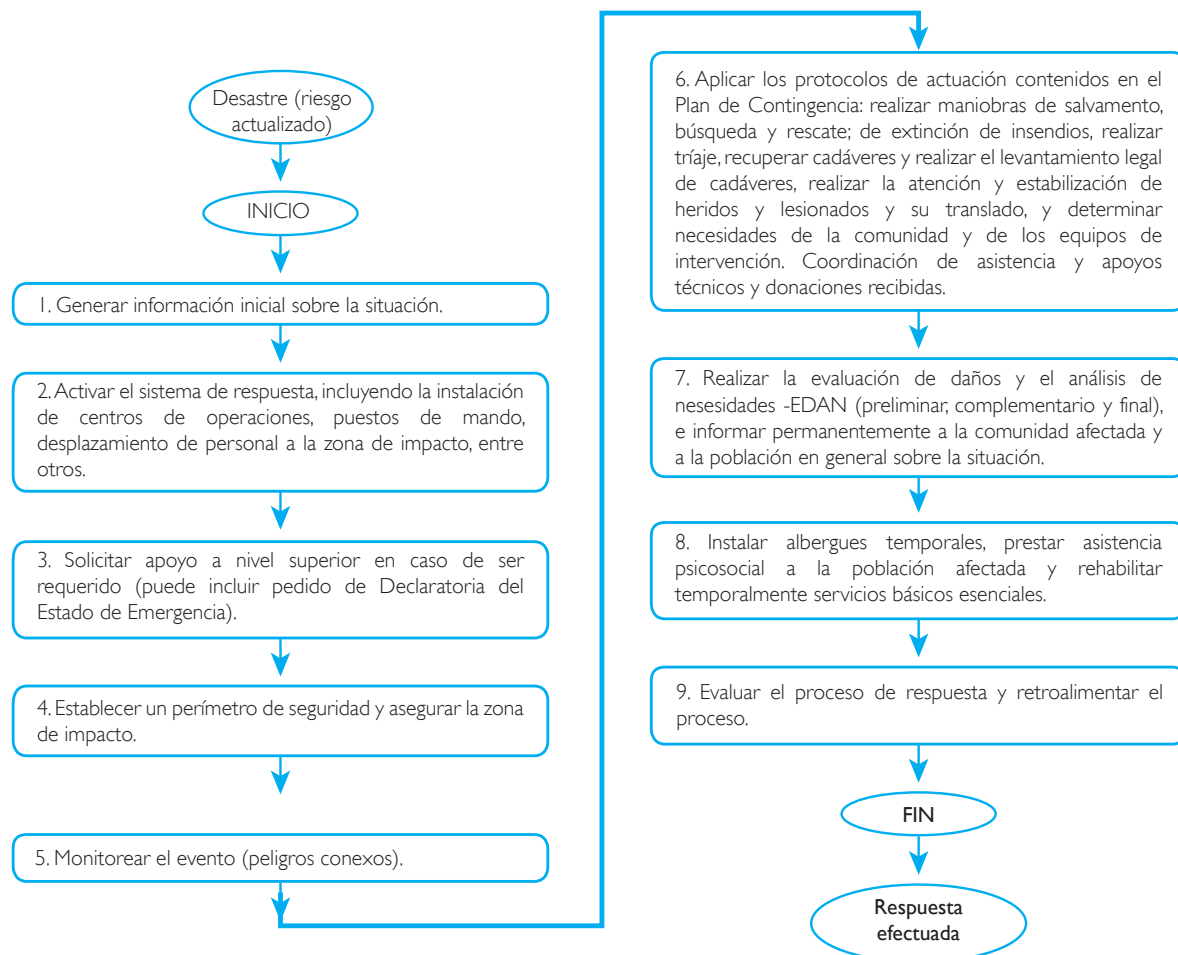 Desastre (riesgo
actualizado)
INICIO
1. Generar información inicial sobre la situación.
2. Activar el sistema de respuesta, incluyendo la instalación
de centros de operaciones, puestos de mando,
desplazamiento de personal a la zona de impacto, entre
otros.
3. Solicitar apoyo a nivel superior en caso de ser
requerido (puede incluir pedido de Declaratoria del
Estado de Emergencia).
4. Establecer un perímetro de seguridad y asegurar la zona
de impacto.
5. Monitorear el evento (peligros conexos).
6. Aplicar los protocolos de actuación contenidos en el
Plan de Contingencia: realizar maniobras de salvamento,
búsqueda y rescate; de extinción de insendios, realizar
tríaje, recuperar cadáveres y realizar el levantamiento legal
de cadáveres, realizar la atención y estabilización de
heridos y lesionados y su translado, y determinar
necesidades de la comunidad y de los equipos de
intervención. Coordinación de asistencia y apoyos
técnicos y donaciones recibidas.
7. Realizar la evaluación de daños y el análisis de
nesesidades -EDAN (preliminar, complementario y final),
e informar permanentemente a la comunidad afectada y
a la población en general sobre la situación.
8. Instalar albergues temporales, prestar asistencia
psicosocial a la población afectada y rehabilitar
temporalmente servicios básicos esenciales.
9. Evaluar el proceso de respuesta y retroalimentar el
proceso.
FIN
Respuesta
efectuada